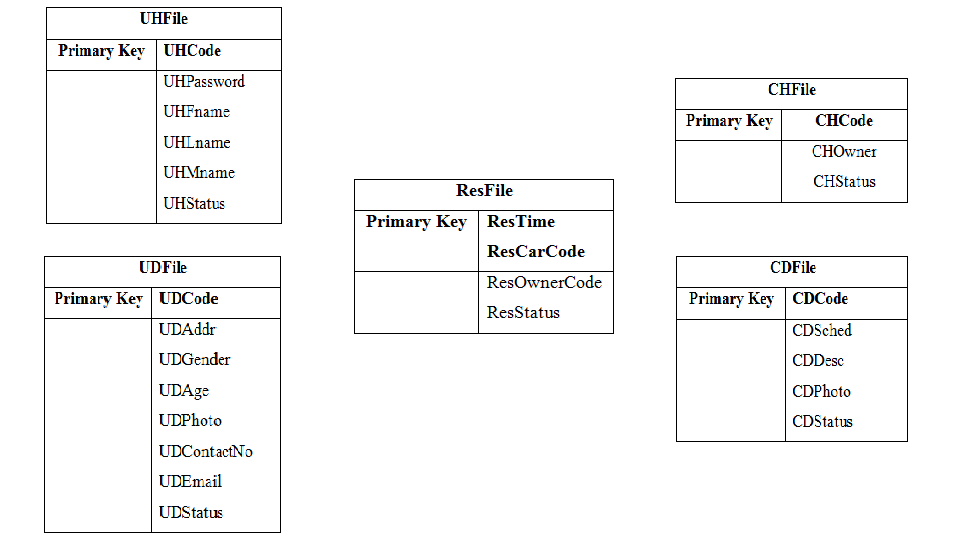 UHFile
Primary Key UHCode
UHPassword
UHFname
UHLname
UHMname
UHStatus
UDFile
Primary Key UDCode
UDAddr
UDGender
UDAge
UDPhoto
UDContactNo
UDEmail
UDStatus
ResFile
Primary Key ResTime
ResCarCode
ResOwnerCode
ResStatus
CHFile
Primary Key CHCode
CHOwner
CHStatus
CDFile
Primary Key CDCode
CDSched
CDDesc
CDPhoto
CDStatus